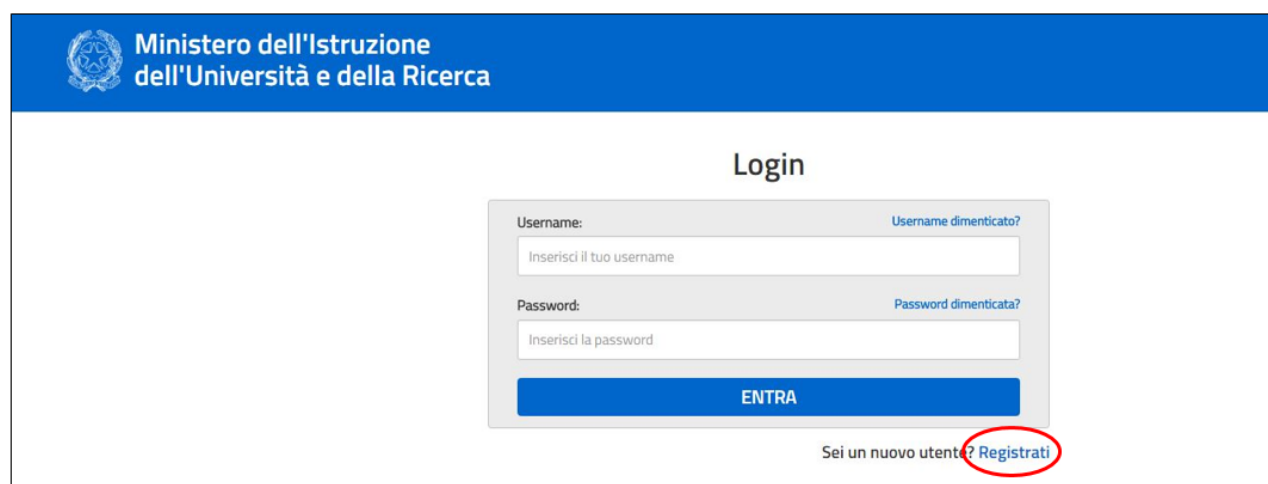 Ministero dell'Istruzione
dell'Università e della Ricerca
Login
Username: Username dimenticato?
Inserisci il tuo username
Password: Password dimenticata?
Inserisci la password
ENTRA
Sei un nuovo utente? Registrati